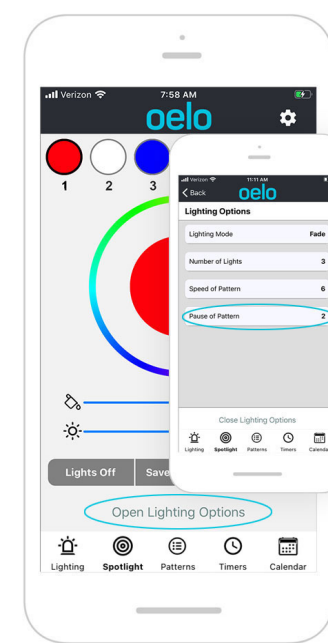 Verizon 7:58 AM
oelo
1 2 3
Lights Off Save
Open Lighting Options
Lighting Spotlight Patterns Timers Calendar
Verizon 11:11 AM
Back oelo
Lighting Options
Lighting Mode Fade
Number of Lights 3
Speed of Pattern 6
Pause of Pattern 2
Close Lighting Options
Lighting Spotlight Patterns Timers Calenda